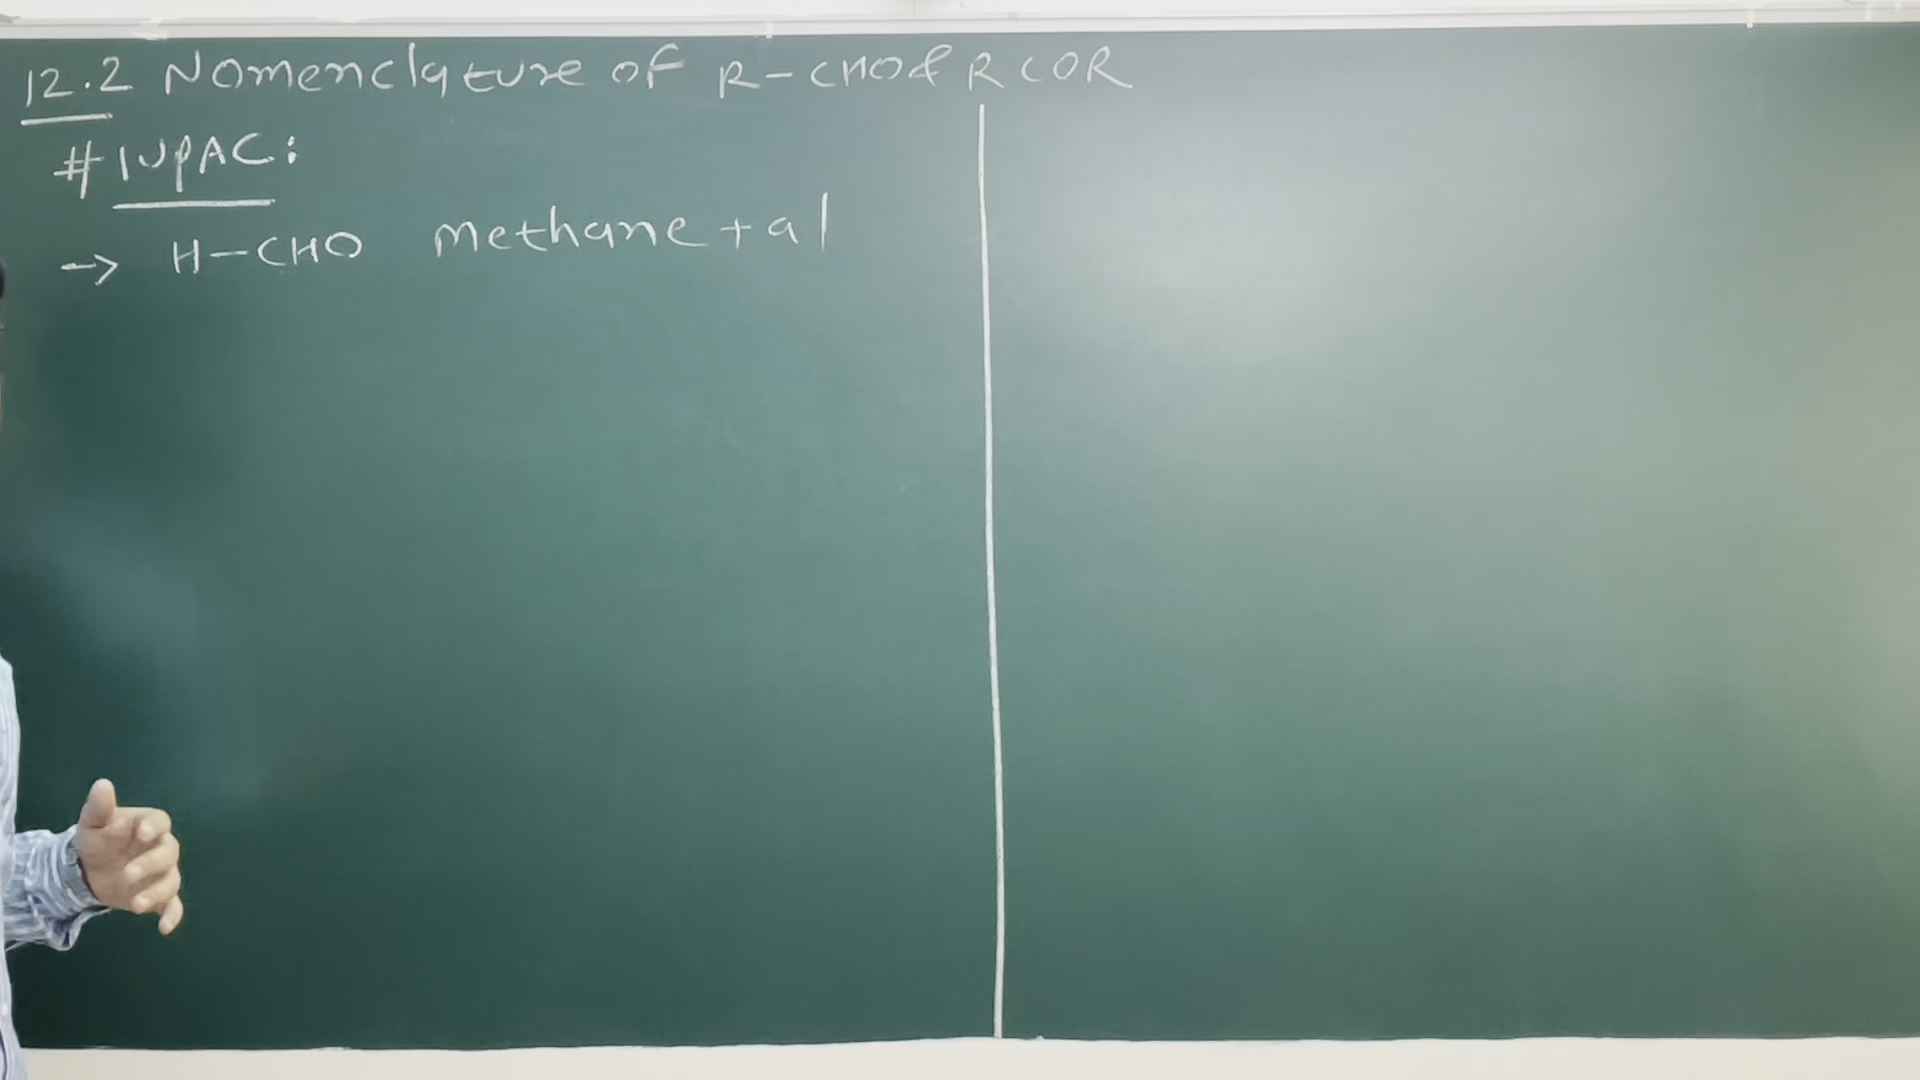 12.2 Nomenclature of R-CHO & RCOR
# IUPAC:
→ H-CHO methane + al